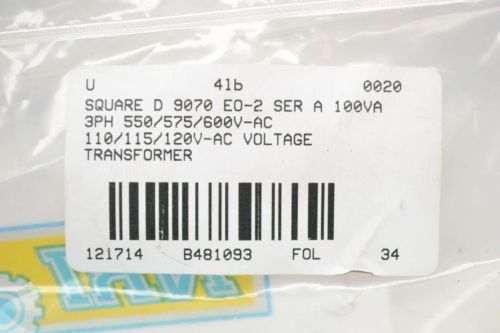 U 4lb 0020
SQUARE D 9070 EO-2 SER A 100VA
3PH 550/575/600V-AC
110/115/120V-AC VOLTAGE
TRANSFORMER
121714 B481093 FOL 34